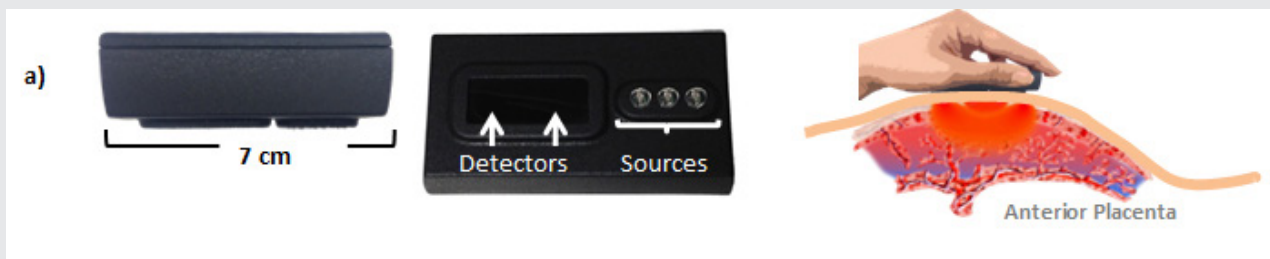 a)
7 cm
Detectors
Sources
Anterior Placenta